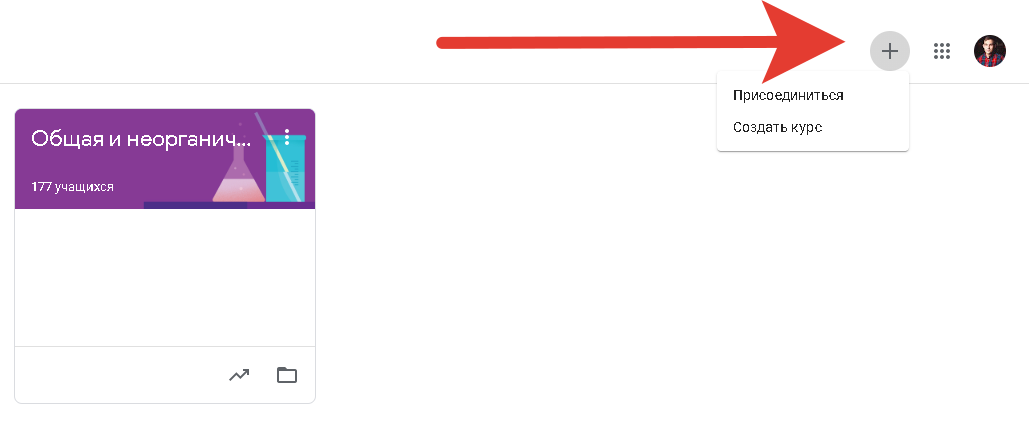 Присоединиться
Создать курс
Общая и неорганич...
177 учащихся